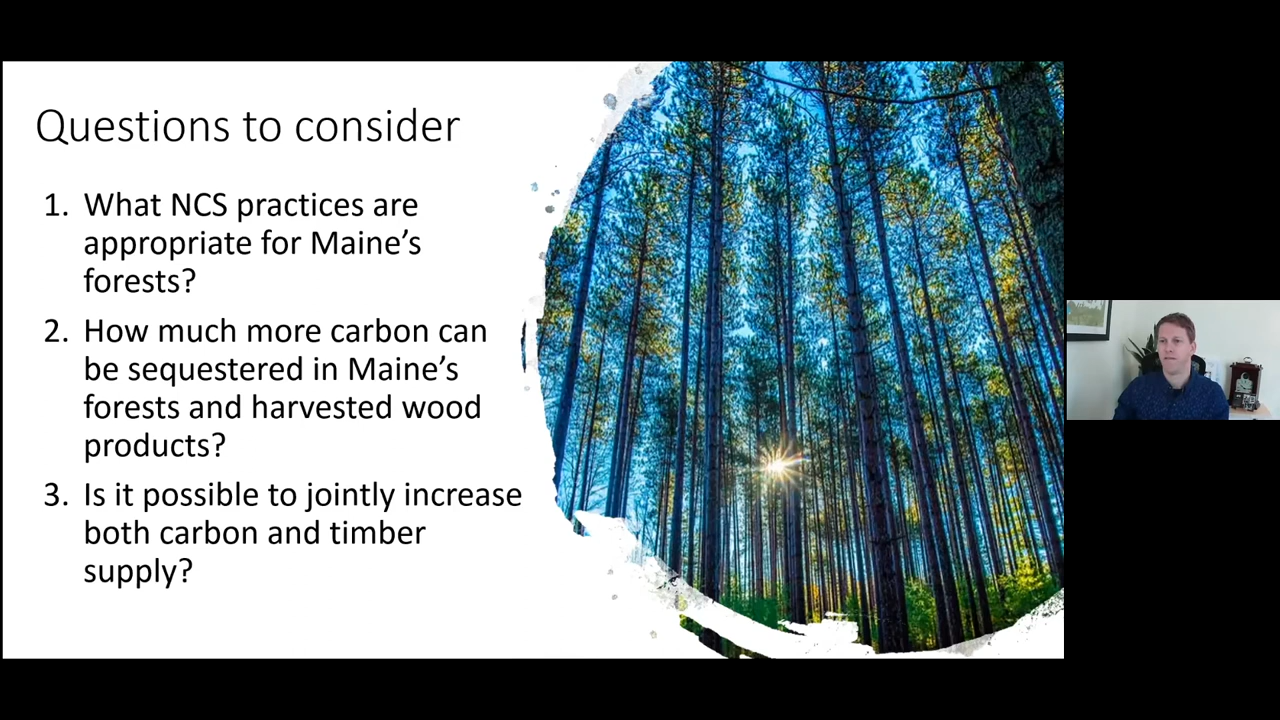 Questions to consider
1. What NCS practices are
appropriate for Maine’s
forests?
2. How much more carbon can
be sequestered in Maine’s
forests and harvested wood
products?
3. Is it possible to jointly increase
both carbon and timber
supply?